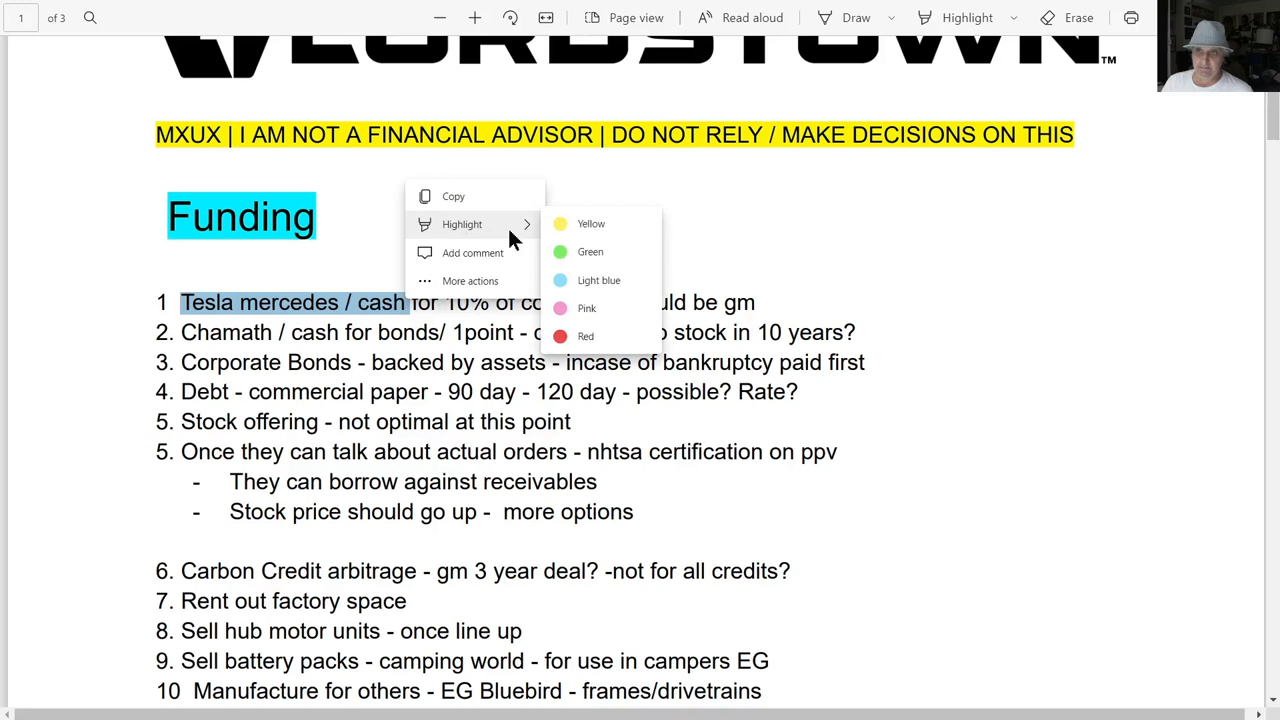 1 of 3 Page view Read aloud Draw Highlight Erase
LORDSTOWN™
MXUX | I AM NOT A FINANCIAL ADVISOR | DO NOT RELY / MAKE DECISIONS ON THIS
Funding
Copy
Highlight
Add comment
More actions
Yellow
Green
Light blue
Pink
Red
1 Tesla mercedes / cash for 10% of co uld be gm
2. Chamath / cash for bonds/ 1point - o stock in 10 years?
3. Corporate Bonds - backed by assets - incase of bankruptcy paid first
4. Debt - commercial paper - 90 day - 120 day - possible? Rate?
5. Stock offering - not optimal at this point
5. Once they can talk about actual orders - nhtsa certification on ppv
- They can borrow against receivables
- Stock price should go up - more options
6. Carbon Credit arbitrage - gm 3 year deal? -not for all credits?
7. Rent out factory space
8. Sell hub motor units - once line up
9. Sell battery packs - camping world - for use in campers EG
10 Manufacture for others - EG Bluebird - frames/drivetrains